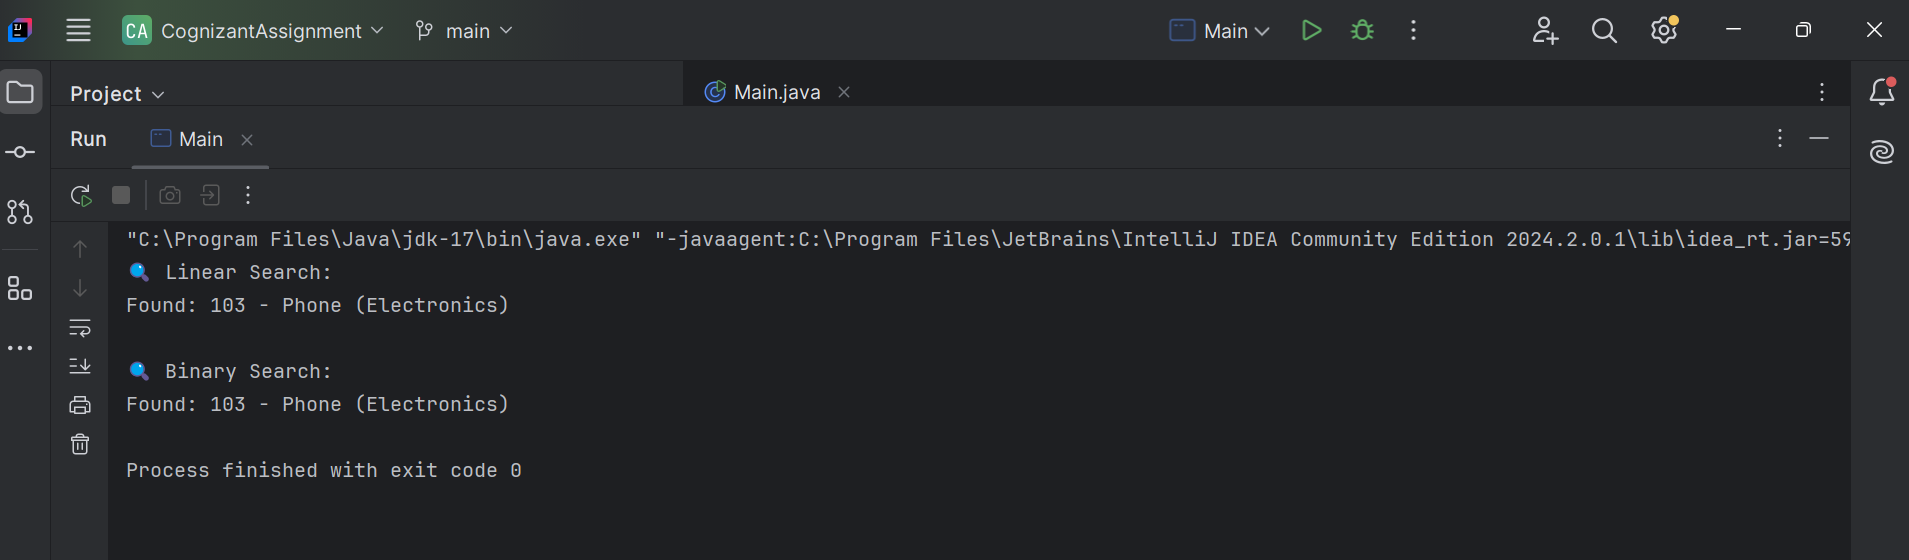 CA CognizantAssignment main Main
Project Main.java
Run Main
"C:\Program Files\Java\jdk-17\bin\java.exe" "-javaagent:C:\Program Files\JetBrains\IntelliJ IDEA Community Edition 2024.2.0.1\lib\idea_rt.jar=59
🔍 Linear Search:
Found: 103 - Phone (Electronics)
🔍 Binary Search:
Found: 103 - Phone (Electronics)
Process finished with exit code 0